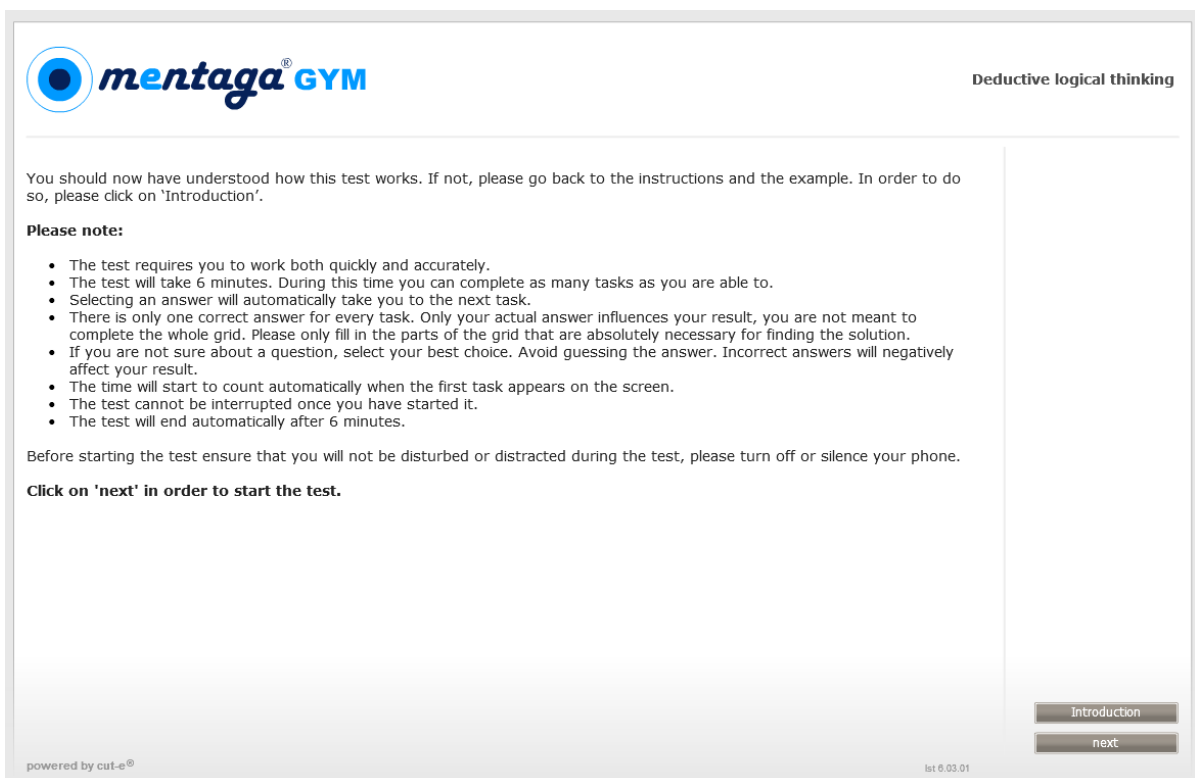 mentaga® GYM
Deductive logical thinking
You should now have understood how this test works. If not, please go back to the instructions and the example. In order to do
so, please click on ‘Introduction’.
Please note:
• The test requires you to work both quickly and accurately.
• The test will take 6 minutes. During this time you can complete as many tasks as you are able to.
• Selecting an answer will automatically take you to the next task.
• There is only one correct answer for every task. Only your actual answer influences your result, you are not meant to
complete the whole grid. Please only fill in the parts of the grid that are absolutely necessary for finding the solution.
• If you are not sure about a question, select your best choice. Avoid guessing the answer. Incorrect answers will negatively
affect your result.
• The time will start to count automatically when the first task appears on the screen.
• The test cannot be interrupted once you have started it.
• The test will end automatically after 6 minutes.
Before starting the test ensure that you will not be disturbed or distracted during the test, please turn off or silence your phone.
Click on 'next' in order to start the test.
Introduction
next
powered by cut-e®
lst 6.03.01